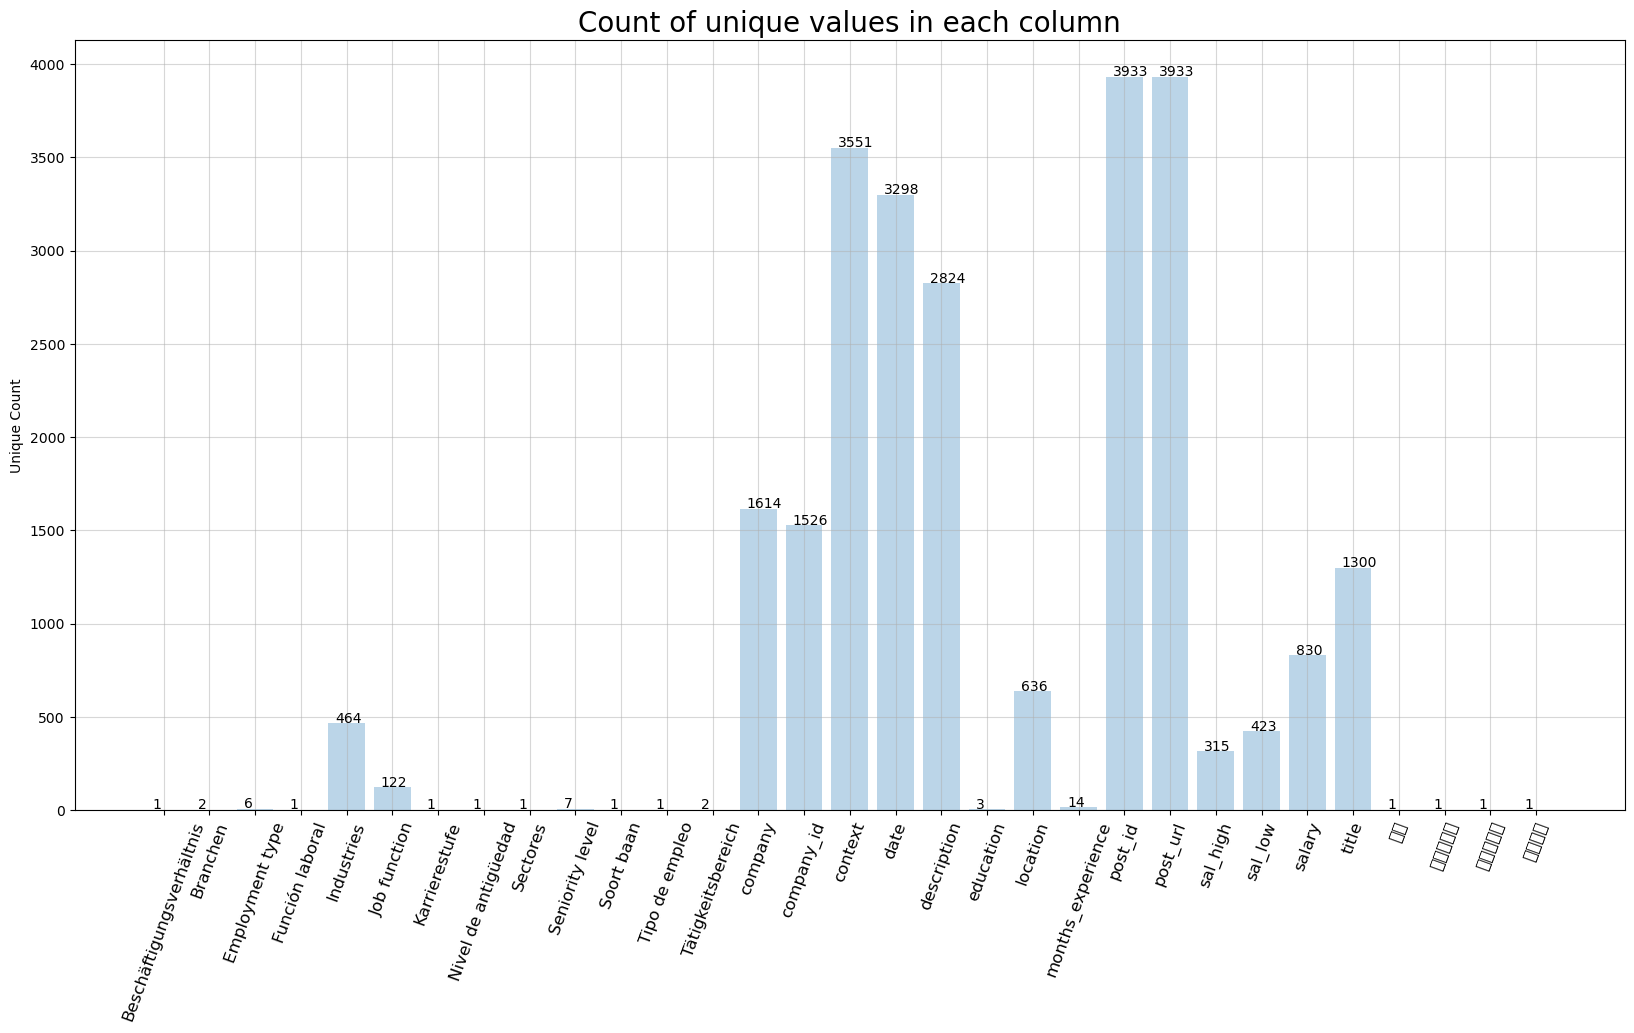 Count of unique values in each column
4000
3500
3000
2500
2000
1500
1000
500
0
Unique Count
1
2
6
1
464
122
1
1
1
7
1
1
2
1614
1526
3551
3298
2824
3
636
14
3933
3933
315
423
830
1300
1
1
1
1
Beschäftigungsverhältnis
Branchen
Employment type
Función laboral
Industries
Job function
Karrierestufe
Nivel de antigüedad
Sectores
Seniority level
Soort baan
Tipo de empleo
Tätigkeitsbereich
company
company_id
context
date
description
education
location
months_experience
post_id
post_url
sal_high
sal_low
salary
title